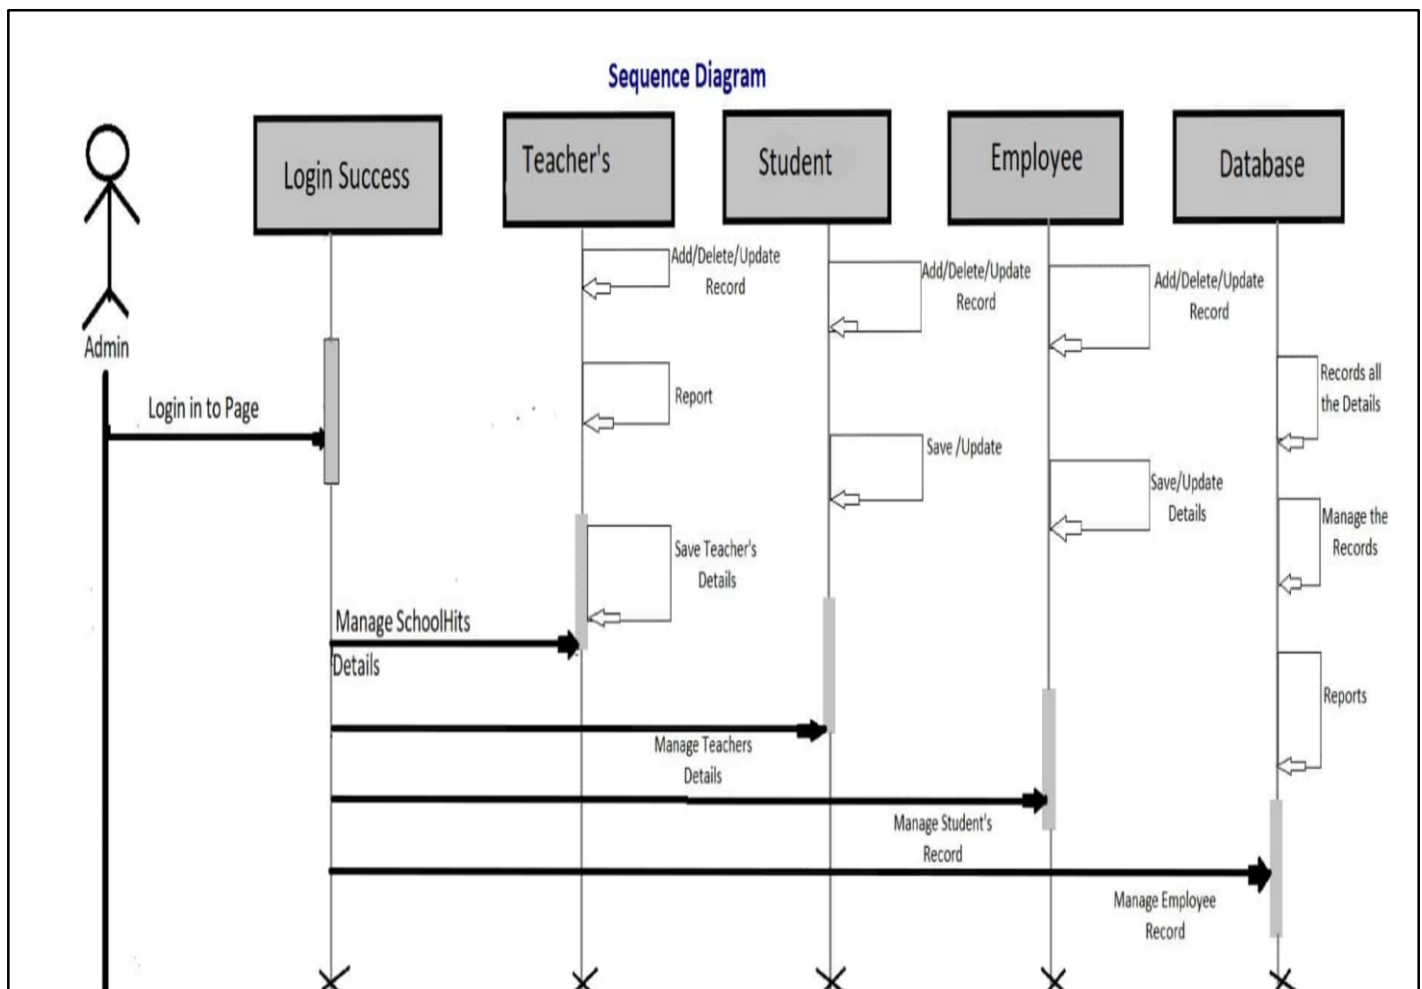 Sequence Diagram
Login Success
Teacher's
Student
Employee
Database
Admin
Login in to Page
Add/Delete/Update
Record
Report
Save Teacher's
Details
Add/Delete/Update
Record
Save /Update
Add/Delete/Update
Record
Save/Update
Details
Records all
the Details
Manage the
Records
Reports
Manage SchoolHits
Details
Manage Teachers
Details
Manage Student's
Record
Manage Employee
Record